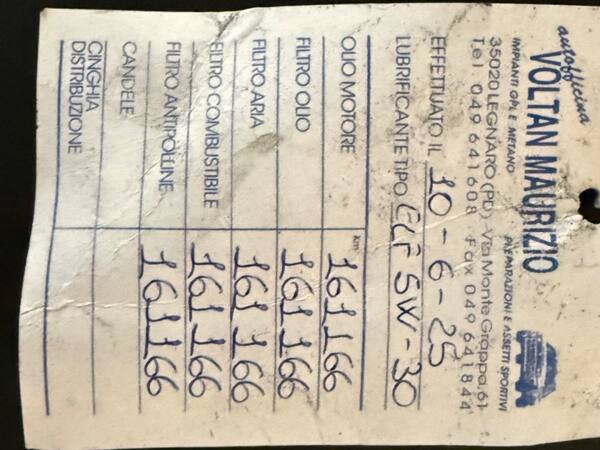 autofficina
VOLTAN MAURIZIO
IMPIANTI GPL E METANO PREPARAZIONI E ASSETTI SPORTIVI
35020 LEGNARO (PD) Via Monte Grappa, 61
Tel. 049 641608 Fax 049 641844
EFFETTUATO IL 10-6-25
LUBRIFICANTE TIPO ELF 5W-30
OLIO MOTORE km 161166
FILTRO OLIO 161166
FILTRO ARIA 161166
FILTRO COMBUSTIBILE 161166
FILTRO ANTIPOLLINE 161166
CANDELE
CINGHIA
DISTRIBUZIONE